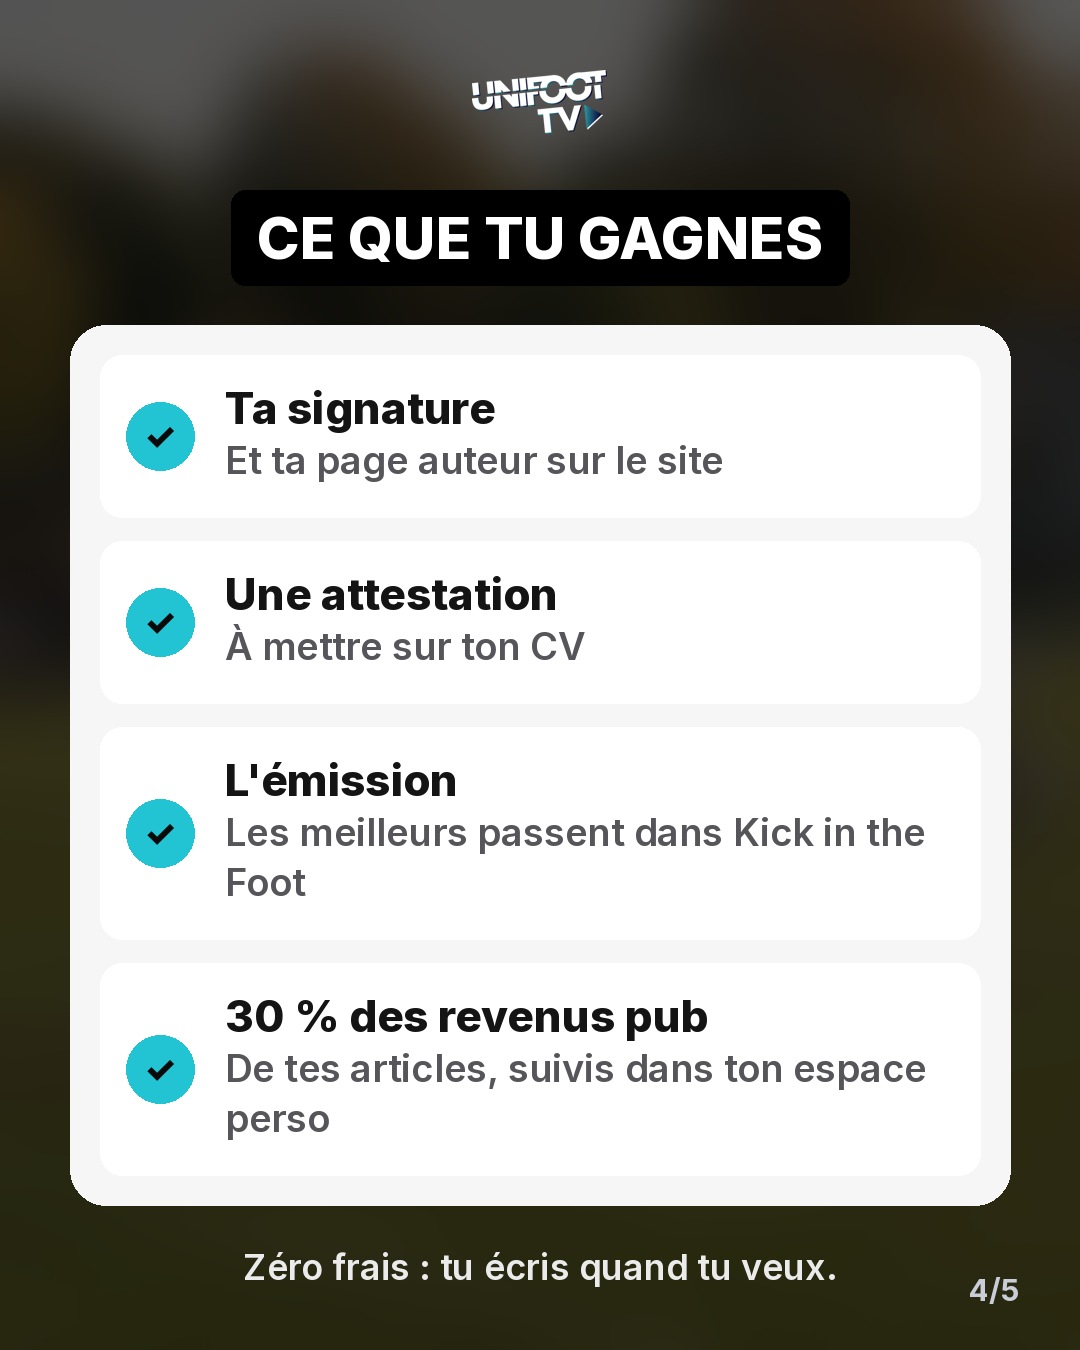 UNIFOOT
TV
CE QUE TU GAGNES
Ta signature
Et ta page auteur sur le site
Une attestation
À mettre sur ton CV
L'émission
Les meilleurs passent dans Kick in the
Foot
30 % des revenus pub
De tes articles, suivis dans ton espace
perso
Zéro frais : tu écris quand tu veux.
4/5